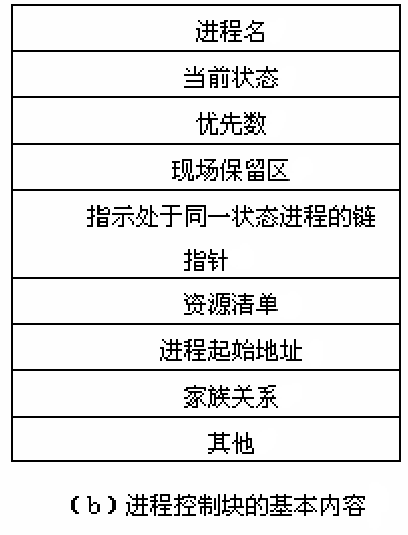 进程名
当前状态
优先数
现场保留区
指示处于同一状态进程的链
指针
资源清单
进程起始地址
家族关系
其他
（b）进程控制块的基本内容